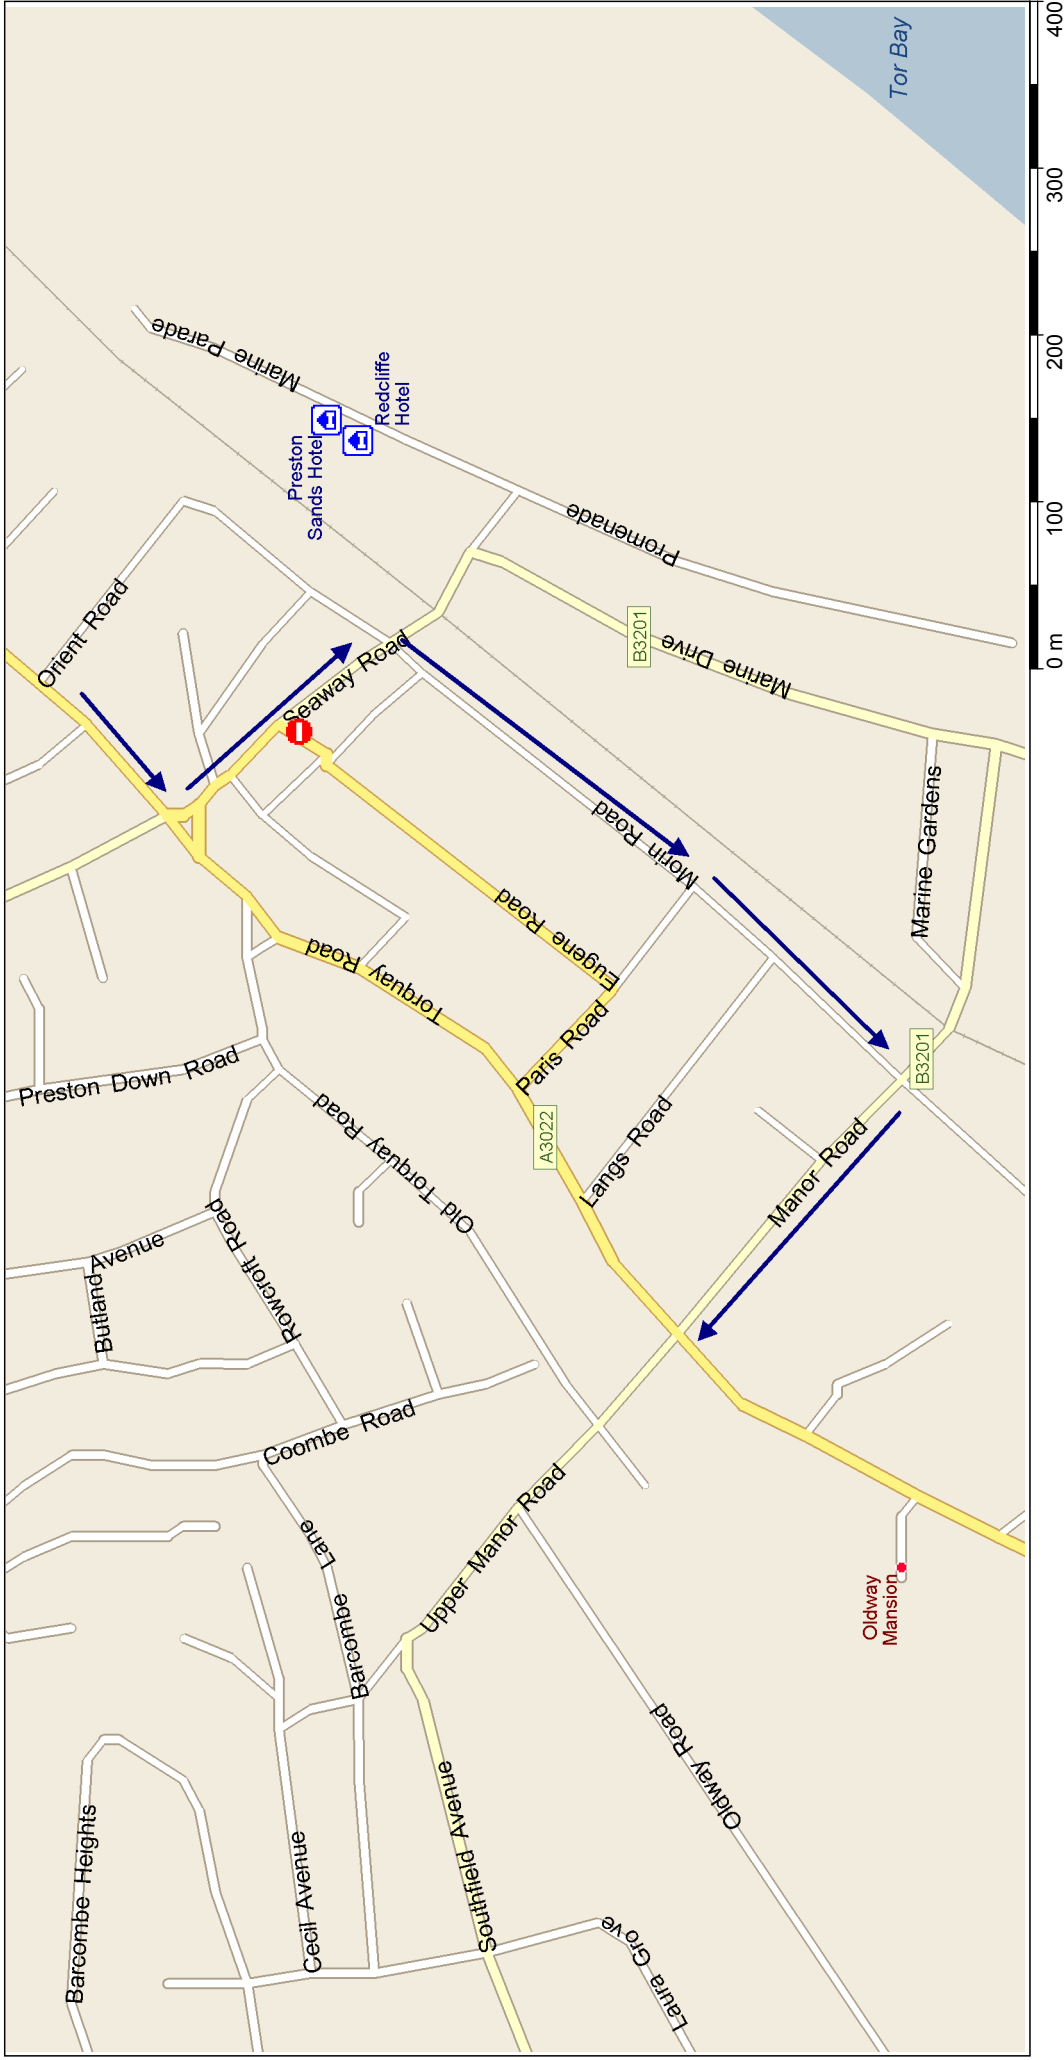 Tor Bay
400
300
200
100
0 m
Marine Parade
Preston
Sands Hotel
Redcliffe
Hotel
Promenade
Orient Road
Seaway Road
B3201
Marine Drive
Morin Road
Marine Gardens
Eugene Road
Torquay Road
Paris Road
Preston Down Road
B3201
A3022
Langs Road
Manor Road
Old Torquay Road
Avenue
Butland
Rowcroft Road
Coombe Road
Upper Manor Road
Barcombe Lane
Oldway
Mansion
Oldway Road
Southfield Avenue
Barcombe Heights
Cecil Avenue
Laura Grove